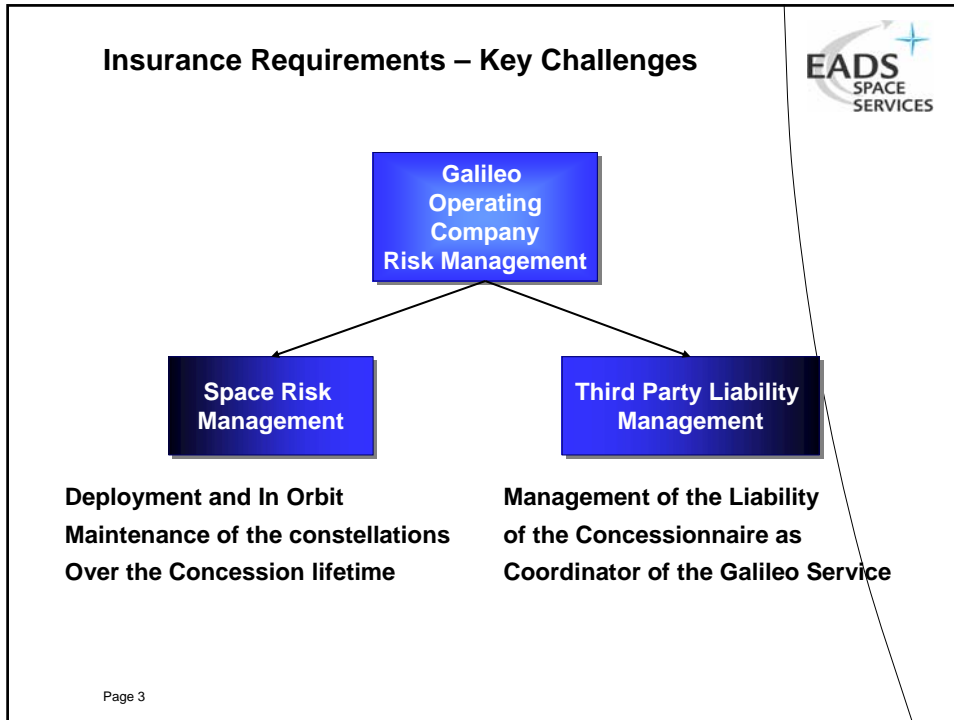 Insurance Requirements – Key Challenges
EADS
SPACE
SERVICES
Galileo
Operating
Company
Risk Management
Space Risk
Management
Third Party Liability
Management
Deployment and In Orbit
Maintenance of the constellations
Over the Concession lifetime
Management of the Liability
of the Concessionnaire as
Coordinator of the Galileo Service
Page 3